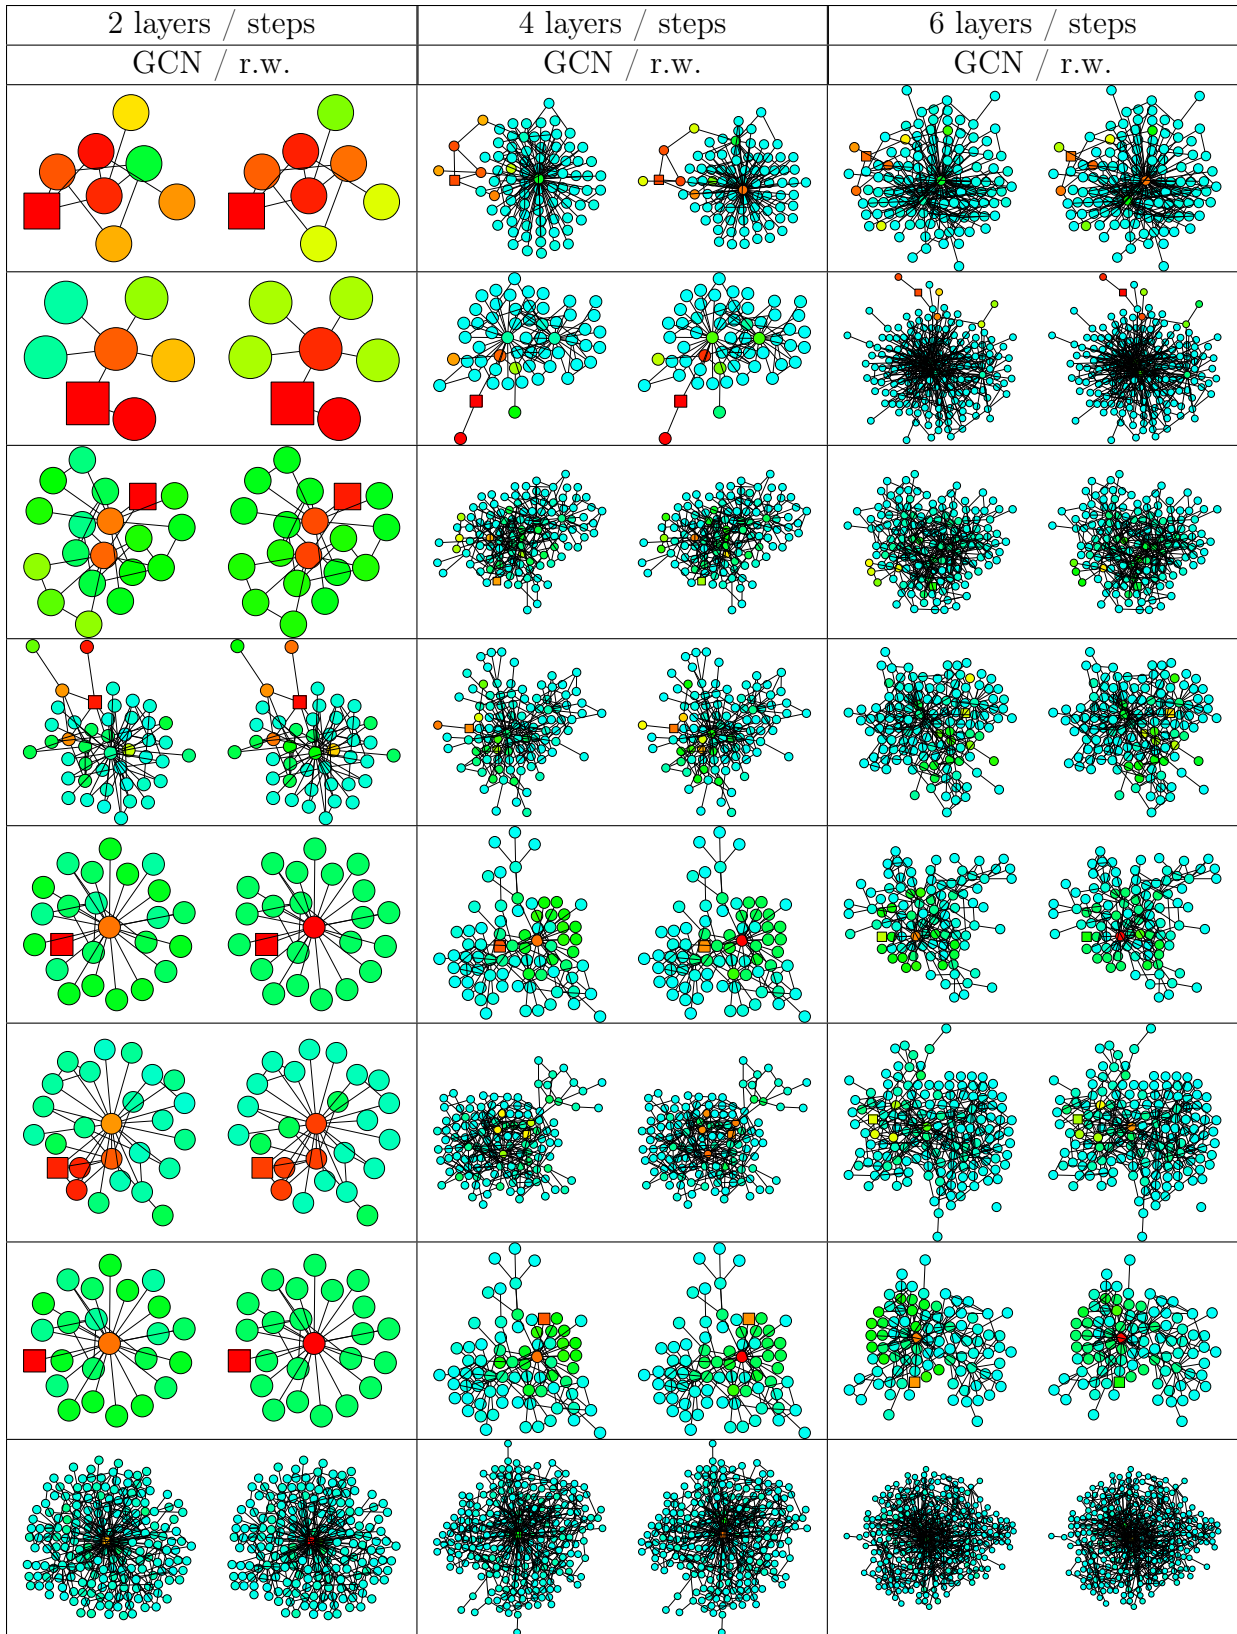 2 layers / steps 4 layers / steps 6 layers / steps
GCN / r.w. GCN / r.w. GCN / r.w.